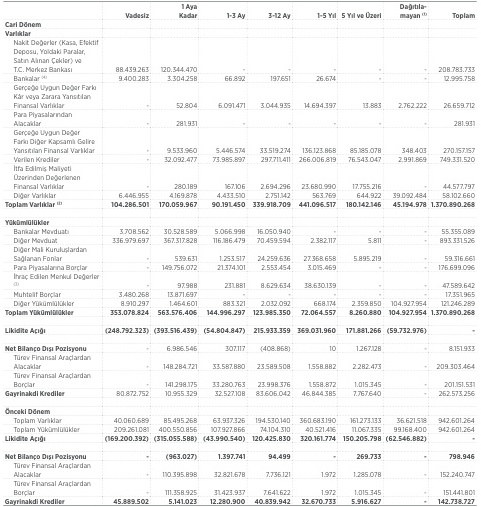 Vadesiz 1 Aya Kadar 1-3 Ay 3-12 Ay 1-5 Yıl 5 Yıl ve Üzeri Dağıtıla-mayan (1) Toplam
Cari Dönem
Varlıklar
Nakit Değerler (Kasa, Efektif
Deposu, Yoldaki Paralar,
Satın Alınan Çekler) ve
T.C. Merkez Bankası 88.439.263 120.344.470 - - - - - 208.783.733
Bankalar (4) 9.400.283 3.304.258 66.892 197.651 26.674 - - 12.995.758
Gerçeğe Uygun Değer Farkı
Kâr veya Zarara Yansıtılan
Finansal Varlıklar - 52.804 6.091.471 3.044.935 14.694.397 13.883 2.762.222 26.659.712
Para Piyasalarından
Alacaklar - 281.931 - - - - - 281.931
Gerçeğe Uygun Değer
Farkı Diğer Kapsamlı Gelire
Yansıtılan Finansal Varlıklar - 9.533.960 5.446.574 33.519.274 136.123.868 85.185.078 348.403 270.157.157
Verilen Krediler - 32.092.477 73.985.897 297.711.411 266.006.819 76.543.047 2.991.869 749.331.520
İtfa Edilmiş Maliyeti
Üzerinden Değerlenen
Finansal Varlıklar - 280.189 167.106 2.694.296 23.680.990 17.755.216 - 44.577.797
Diğer Varlıklar 6.446.955 4.169.878 4.433.510 2.751.142 563.769 644.922 39.092.484 58.102.660
Toplam Varlıklar (2) 104.286.501 170.059.967 90.191.450 339.918.709 441.096.517 180.142.146 45.194.978 1.370.890.268
Yükümlülükler
Bankalar Mevduatı 3.708.562 30.528.589 5.066.998 16.050.940 - - - 55.355.089
Diğer Mevduat 336.979.697 367.317.828 116.186.479 70.459.594 2.382.117 5.811 - 893.331.526
Diğer Mali Kuruluşlardan
Sağlanan Fonlar - 539.631 1.253.517 24.259.636 27.368.658 5.895.219 - 59.316.661
Para Piyasalarına Borçlar - 149.756.072 21.374.101 2.553.454 3.015.469 - - 176.699.096
İhraç Edilen Menkul Değerler
(3) - 97.988 231.881 8.629.634 38.630.139 - - 47.589.642
Muhtelif Borçlar 3.480.268 13.871.697 - - - - - 17.351.965
Diğer Yükümlülükler 8.910.297 1.464.601 883.321 2.032.092 668.174 2.359.850 104.927.954 121.246.289
Toplam Yükümlülükler 353.078.824 563.576.406 144.996.297 123.985.350 72.064.557 8.260.880 104.927.954 1.370.890.268
Likidite Açığı (248.792.323) (393.516.439) (54.804.847) 215.933.359 369.031.960 171.881.266 (59.732.976) -
Net Bilanço Dışı Pozisyonu - 6.986.546 307.117 (408.868) 10 1.267.128 - 8.151.933
Türev Finansal Araçlardan
Alacaklar - 148.284.721 33.587.880 23.589.508 1.558.882 2.282.473 - 209.303.464
Türev Finansal Araçlardan
Borçlar - 141.298.175 33.280.763 23.998.376 1.558.872 1.015.345 - 201.151.531
Gayrinakdi Krediler 80.872.752 10.955.329 32.527.108 83.606.042 46.844.385 7.767.640 - 262.573.256
Önceki Dönem
Toplam Varlıklar 40.060.689 85.495.268 63.937.326 194.530.140 360.683.190 161.273.133 36.621.518 942.601.264
Toplam Yükümlülükler 209.261.081 400.550.856 107.927.866 74.104.310 40.521.416 11.067.335 99.168.400 942.601.264
Likidite Açığı (169.200.392) (315.055.588) (43.990.540) 120.425.830 320.161.774 150.205.798 (62.546.882) -
Net Bilanço Dışı Pozisyonu - (963.027) 1.397.741 94.499 - 269.733 - 798.946
Türev Finansal Araçlardan
Alacaklar - 110.395.898 32.821.678 7.736.121 1.972 1.285.078 - 152.240.747
Türev Finansal Araçlardan
Borçlar - 111.358.925 31.423.937 7.641.622 1.972 1.015.345 - 151.441.801
Gayrinakdi Krediler 45.889.502 5.141.023 12.280.900 40.839.942 32.670.733 5.916.627 - 142.738.727